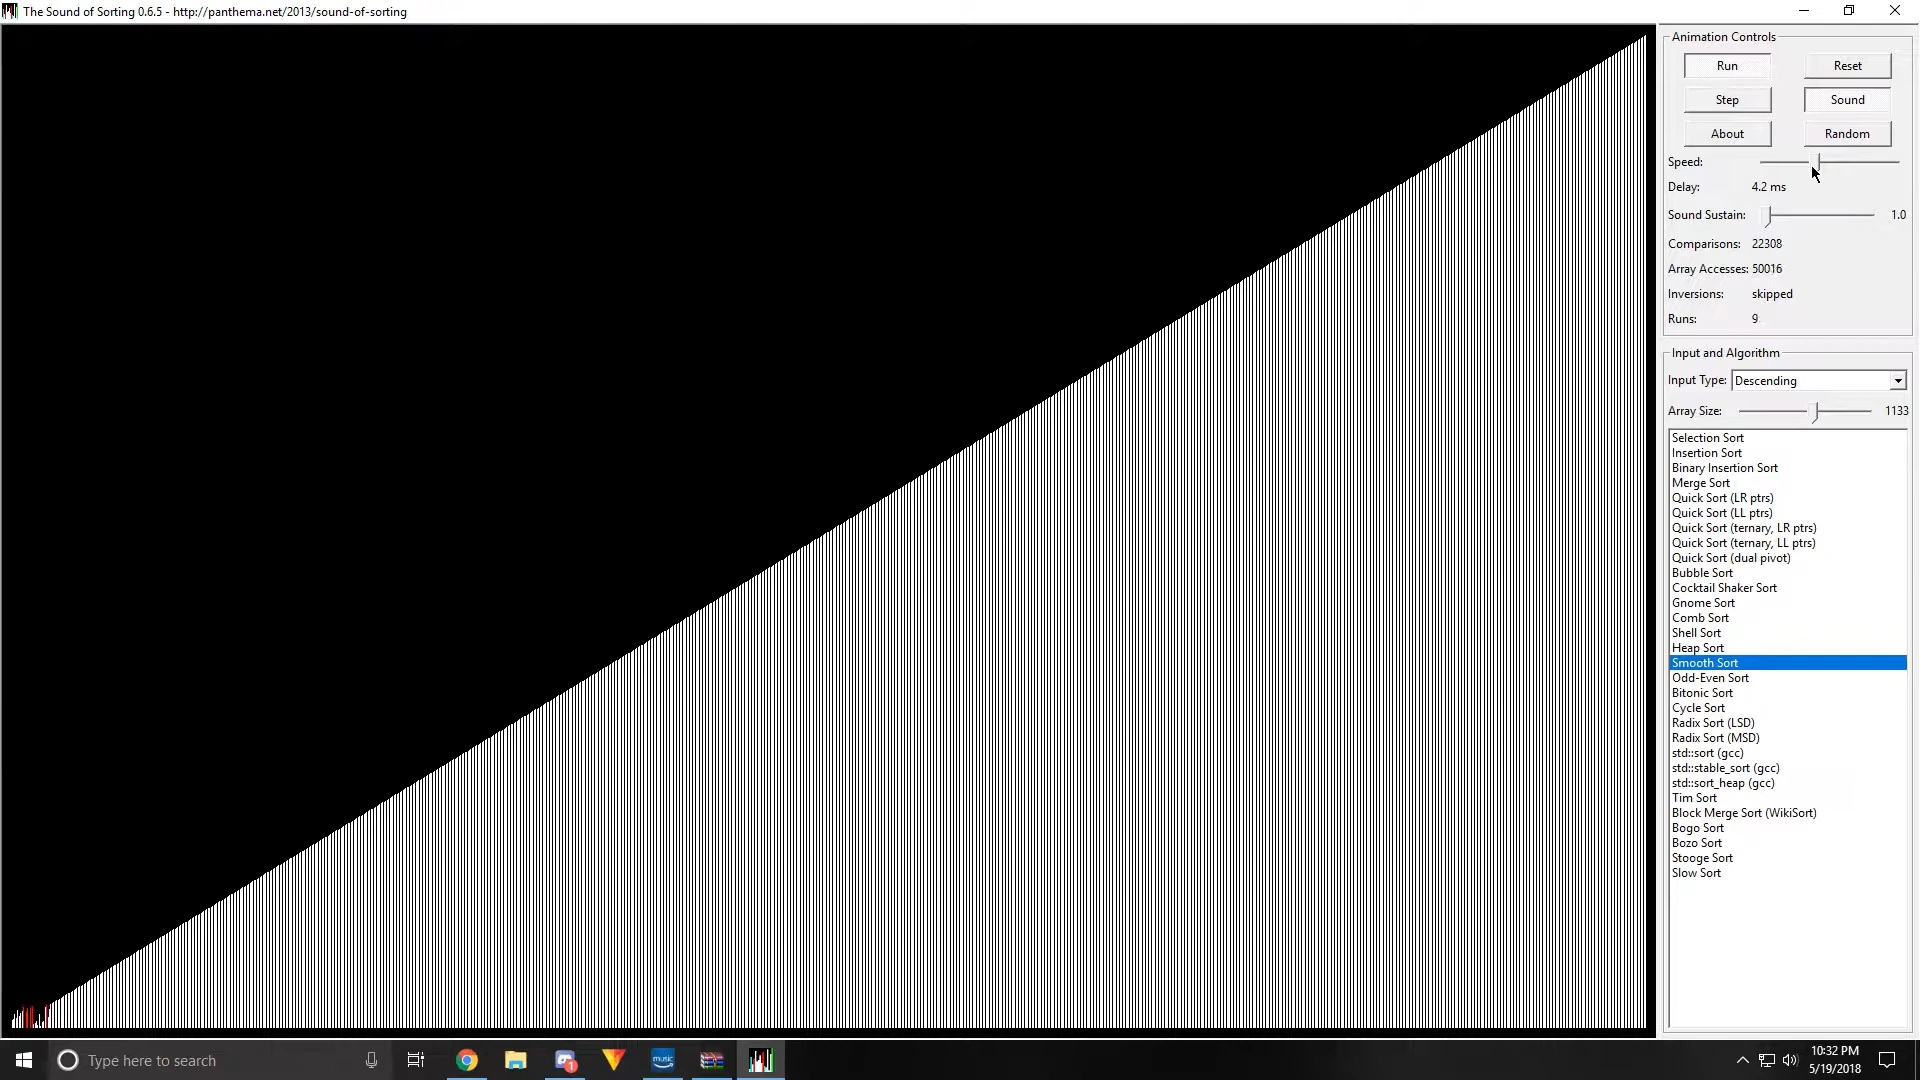 The Sound of Sorting 0.6.5 - http://panthema.net/2013/sound-of-sorting
Animation Controls
Run Reset
Step Sound
About Random
Speed:
Delay: 4.2 ms
Sound Sustain: 1.0
Comparisons: 22308
Array Accesses: 50016
Inversions: skipped
Runs: 9
Input and Algorithm
Input Type: Descending
Array Size: 1133
Selection Sort
Insertion Sort
Binary Insertion Sort
Merge Sort
Quick Sort (LR ptrs)
Quick Sort (LL ptrs)
Quick Sort (ternary, LR ptrs)
Quick Sort (ternary, LL ptrs)
Quick Sort (dual pivot)
Bubble Sort
Cocktail Shaker Sort
Gnome Sort
Comb Sort
Shell Sort
Heap Sort
Smooth Sort
Odd-Even Sort
Bitonic Sort
Cycle Sort
Radix Sort (LSD)
Radix Sort (MSD)
std::sort (gcc)
std::stable_sort (gcc)
std::sort_heap (gcc)
Tim Sort
Block Merge Sort (WikiSort)
Bogo Sort
Bozo Sort
Stooge Sort
Slow Sort
Type here to search
1
music
10:32 PM
5/19/2018